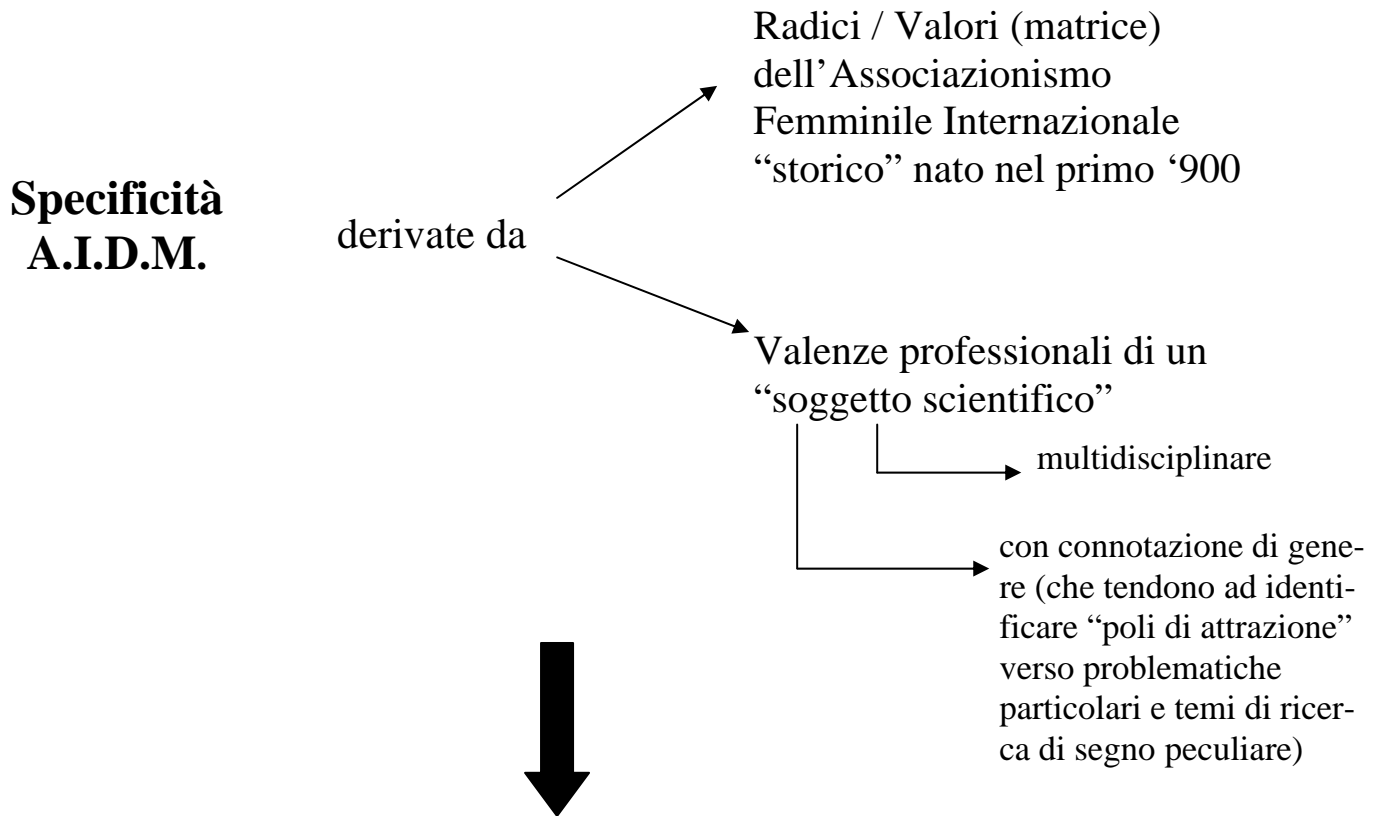 Specificità
A.I.D.M.
derivate da
Radici / Valori (matrice)
dell’Associazionismo
Femminile Internazionale
“storico” nato nel primo ‘900
Valenze professionali di un
“soggetto scientifico”
multidisciplinare
con connotazione di gene-
re (che tendono ad identi-
ficare “poli di attrazione”
verso problematiche
particolari e temi di ricer-
ca di segno peculiare)